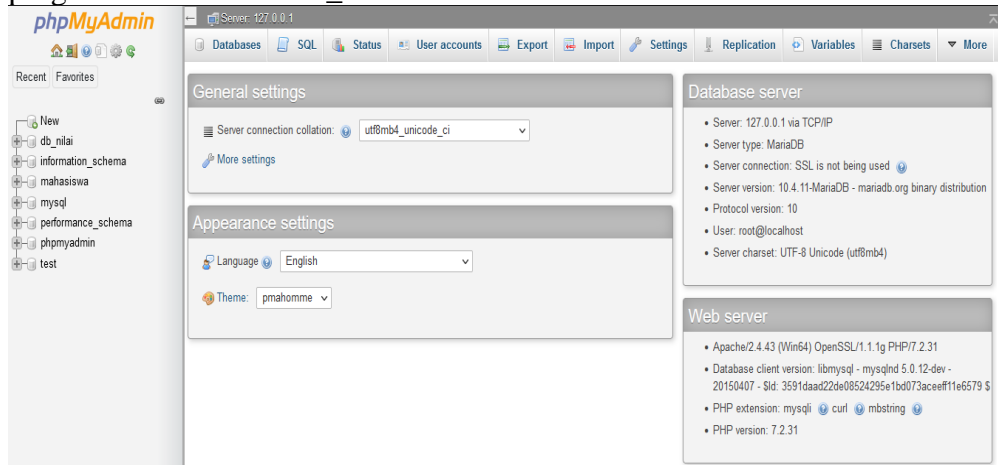 phpMyAdmin
Recent Favorites
New
db_nilai
information_schema
mahasiswa
mysql
performance_schema
phpmyadmin
test
Server: 127.0.0.1
Databases SQL Status User accounts Export Import Settings Replication Variables Charsets More
General settings
Server connection collation: utf8mb4_unicode_ci
More settings
Appearance settings
Language English
Theme: pmahomme
Database server
Server: 127.0.0.1 via TCP/IP
Server type: MariaDB
Server connection: SSL is not being used
Server version: 10.4.11-MariaDB - mariadb.org binary distribution
Protocol version: 10
User: root@localhost
Server charset: UTF-8 Unicode (utf8mb4)
Web server
Apache/2.4.43 (Win64) OpenSSL/1.1.1g PHP/7.2.31
Database client version: libmysql - mysqlnd 5.0.12-dev -
20150407 - $Id: 3591daad22de08524295e1bd073aceeff11e6579 $
PHP extension: mysqli curl mbstring
PHP version: 7.2.31